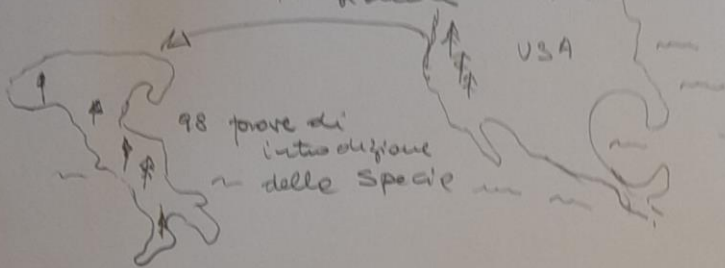 USA
98 prove di
introduzione
delle Specie